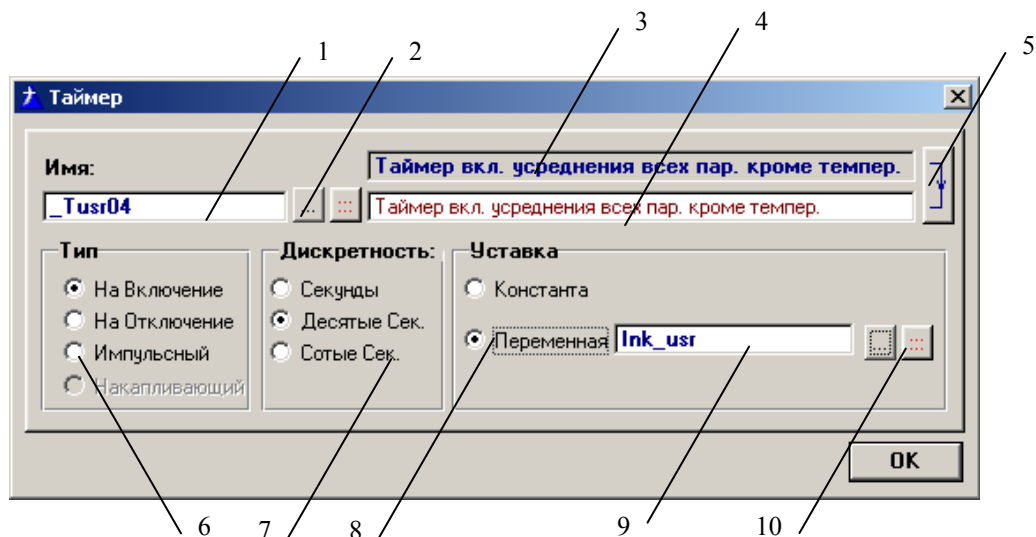 3
4
1
2
5
Таймер
Имя:
Таймер вкл. усреднения всех пар. кроме темпер.
_Tusr04
...
:::
Таймер вкл. усреднения всех пар. кроме темпер.
Тип
Дискретность:
Уставка
На Включение
Секунды
Константа
На Отключение
Десятые Сек.
Переменная
Ink_usr
...
:::
Импульсный
Сотые Сек.
Накапливающий
OK
6
7
8
9
10